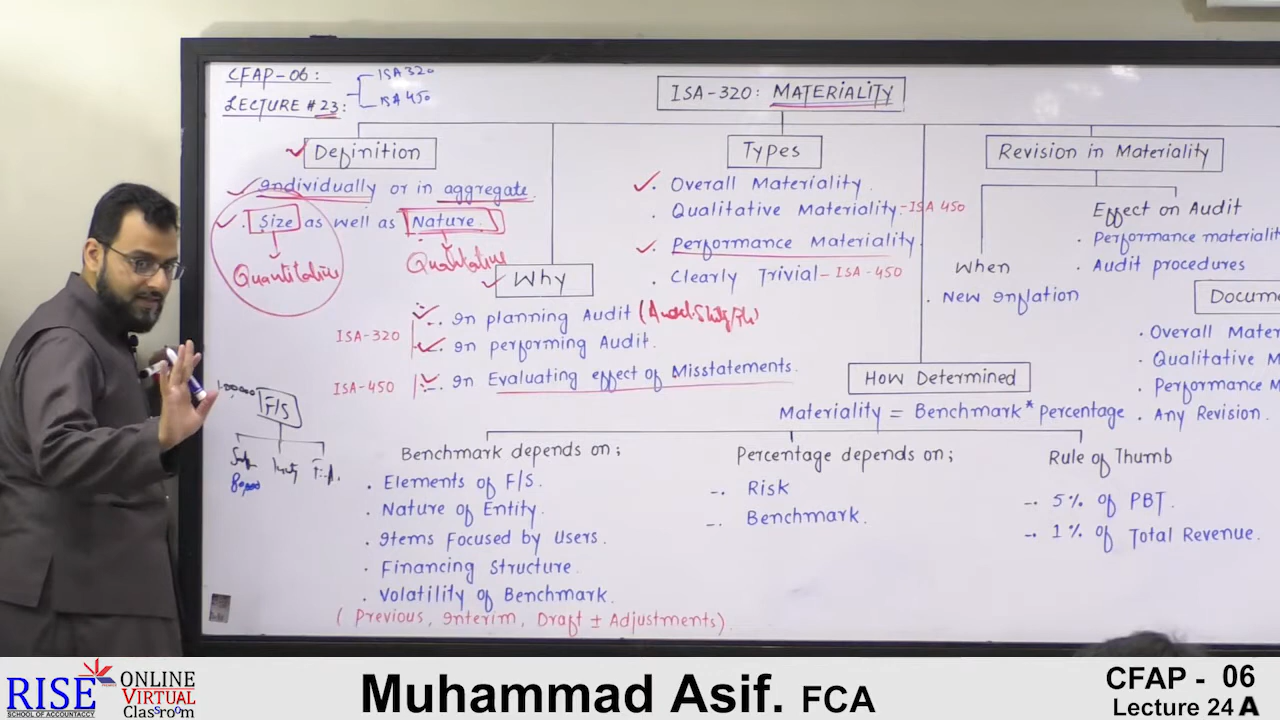 CFAP-06:
LECTURE # 23:
ISA 320
ISA 450
ISA-320: MATERIALITY
Definition
Individually or in aggregate.
Size as well as Nature.
Quantitative
Qualitative
Why
ISA-320
In planning Audit
In performing Audit.
ISA-450
In Evaluating effect of Misstatements.
Types
Overall Materiality.
Qualitative Materiality.-ISA 450
Performance Materiality
Clearly Trivial-ISA-450
Revision in Materiality
When
New Inflation
Effect on Audit
Performance materiality
Audit procedures
Docum
Overall Mater
Qualitative M
Performance M
Any Revision.
How Determined
Materiality = Benchmark * Percentage
F/S
Benchmark depends on;
Elements of F/S.
Nature of Entity.
Items Focused by Users.
Financing Structure.
Volatility of Benchmark.
(Previous, Interim, Draft ± Adjustments).
Percentage depends on;
Risk
Benchmark.
Rule of Thumb
5% of PBT.
1% of Total Revenue.
RISE
SCHOOL OF ACCOUNTACCY
ONLINE
VIRTUAL
Classroom
Muhammad Asif. FCA
CFAP - 06
Lecture 24 A